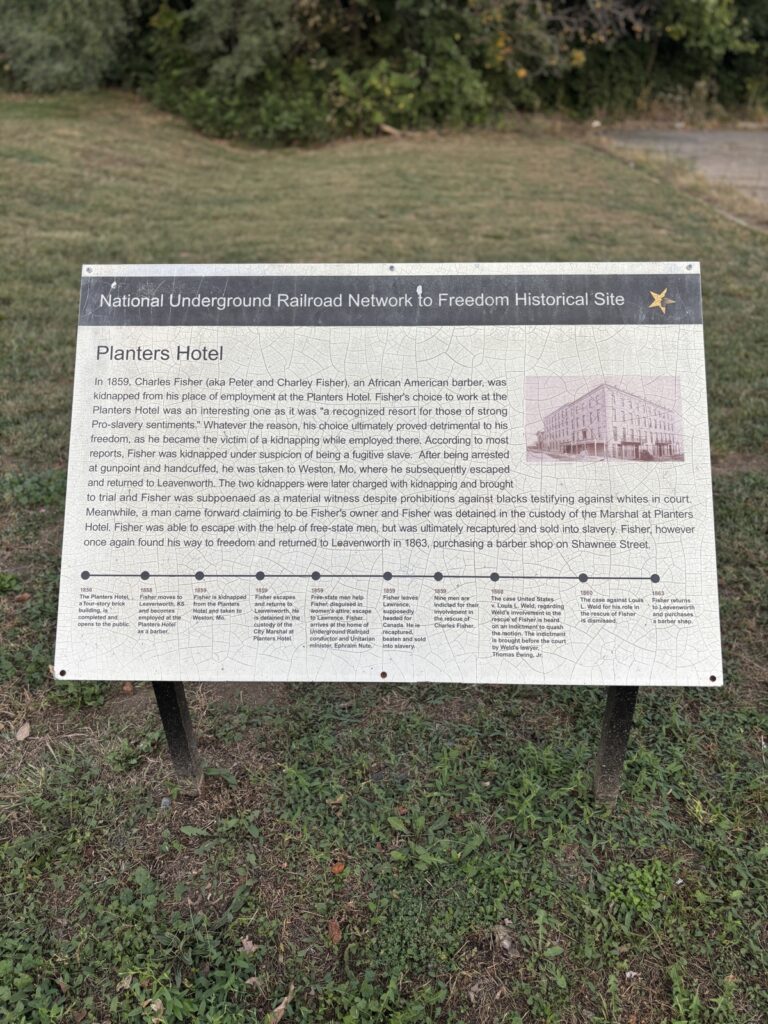 National Underground Railroad Network to Freedom Historical Site
Planters Hotel
In 1859, Charles Fisher (aka Peter and Charley Fisher), an African American barber, was
kidnapped from his place of employment at the Planters Hotel. Fisher's choice to work at the
Planters Hotel was an interesting one as it was "a recognized resort for those of strong
Pro-slavery sentiments." Whatever the reason, his choice ultimately proved detrimental to his
freedom, as he became the victim of a kidnapping while employed there. According to most
reports, Fisher was kidnapped under suspicion of being a fugitive slave. After being arrested
at gunpoint and handcuffed, he was taken to Weston, Mo, where he subsequently escaped
and returned to Leavenworth. The two kidnappers were later charged with kidnapping and brought
to trial and Fisher was subpoenaed as a material witness despite prohibitions against blacks testifying against whites in court.
Meanwhile, a man came forward claiming to be Fisher's owner and Fisher was detained in the custody of the Marshal at Planters
Hotel. Fisher was able to escape with the help of free-state men, but was ultimately recaptured and sold into slavery. Fisher, however
once again found his way to freedom and returned to Leavenworth in 1863, purchasing a barber shop on Shawnee Street.
1856
The Planters Hotel,
a four-story brick
building, is
completed and
opens to the public.
1858
Fisher moves to
Leavenworth, KS
and becomes
employed at the
Planters Hotel
as a barber.
1859
Fisher is kidnapped
from the Planters
Hotel and taken to
Weston, Mo.
1859
Fisher escapes
and returns to
Leavenworth. He
is detained in the
custody of the
City Marshal at
Planters Hotel.
1859
Free-state men help
Fisher, disguised in
women's attire, escape
to Lawrence. Fisher
arrives at the home of
Underground Railroad
conductor and Unitarian
minister, Ephraim Nute.
1859
Fisher leaves
Lawrence,
supposedly
headed for
Canada. He is
recaptured,
beaten and sold
into slavery.
1859
Nine men are
indicted for their
involvement in
the rescue of
Charles Fisher.
1860
The case United States
v. Louis L. Weld, regarding
Weld's involvement in the
rescue of Fisher is heard
on an indictment to quash
the motion. The indictment
is brought before the court
by Weld's lawyer,
Thomas Ewing, Jr.
1860
The case against Louis
L. Weld for his role in
the rescue of Fisher
is dismissed.
1863
Fisher returns
to Leavenworth
and purchases
a barber shop.